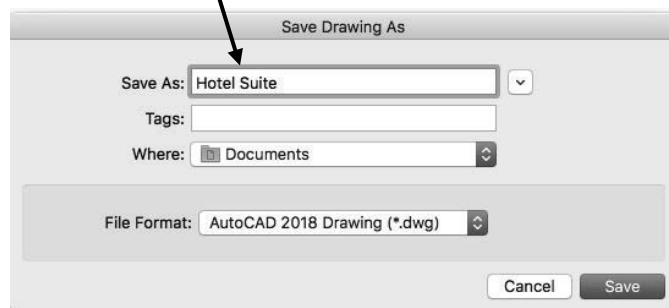 Save Drawing As
Save As: Hotel Suite
Tags:
Where: Documents
File Format: AutoCAD 2018 Drawing (*.dwg)
Cancel Save